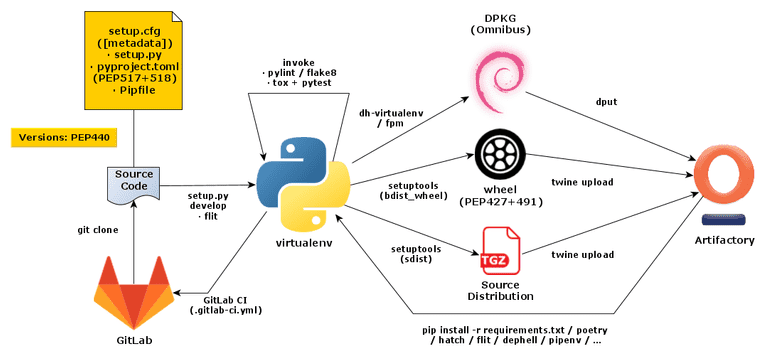 setup.cfg
([metadata])
· setup.py
· pyproject.toml
(PEP517+518)
· Pipfile
Versions: PEP440
Source
Code
git clone
GitLab
setup.py
develop
· flit
invoke
· pylint / flake8
· tox + pytest
virtualenv
GitLab CI
(.gitlab-ci.yml)
dh-virtualenv
/ fpm
setuptools
(bdist_wheel)
setuptools
(sdist)
DPKG
(Omnibus)
wheel
(PEP427+491)
TGZ
Source
Distribution
dput
twine upload
twine upload
Artifactory
pip install -r requirements.txt / poetry
/ hatch / flit / dephell / pipenv / ...